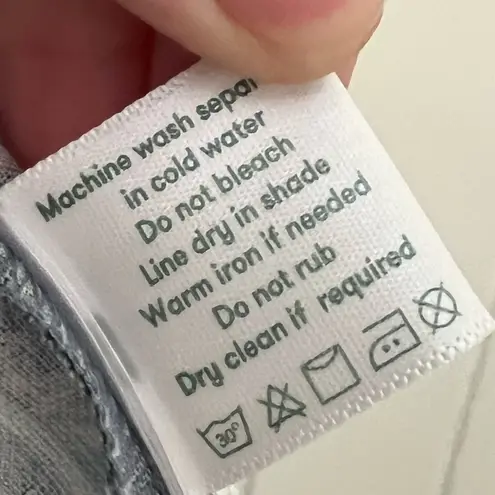 Machine wash
in cold water
Do not bleach
Line dry in shade
Warm iron if needed
Do not rub
Dry clean if required
30°